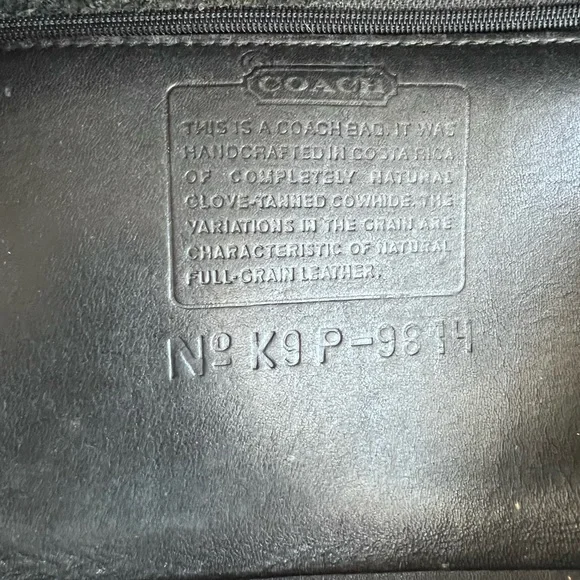 COACH
THIS IS A COACH BAG. IT WAS
HANDCRAFTED IN COSTA RICA
OF COMPLETELY NATURAL
GLOVE-TANNED COWHIDE. THE
VARIATIONS IN THE GRAIN ARE
CHARACTERISTIC OF NATURAL
FULL-GRAIN LEATHER.
Nº K9P-9814